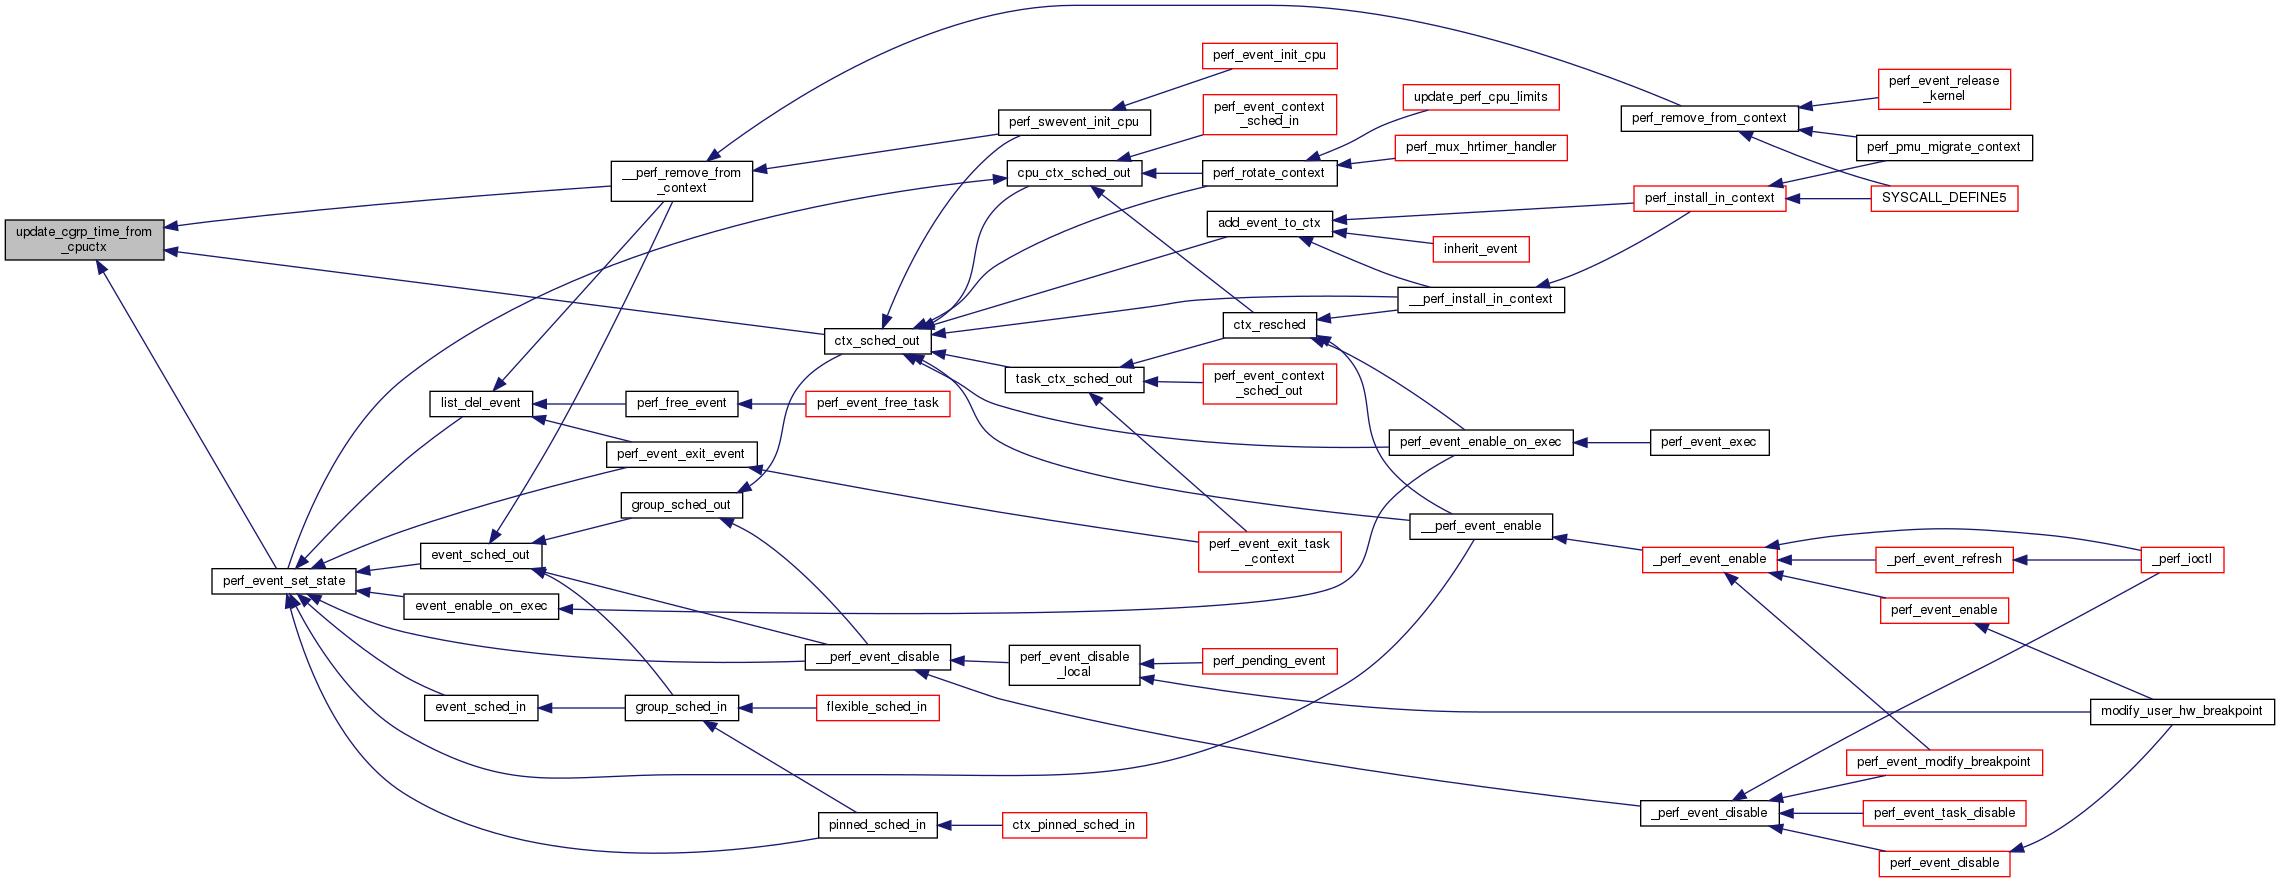 update_cgrp_time_from
_cpuctx
__perf_remove_from
_context
list_del_event
perf_event_set_state
event_sched_out
event_enable_on_exec
event_sched_in
perf_free_event
perf_event_exit_event
group_sched_out
group_sched_in
ctx_sched_out
perf_event_free_task
__perf_event_disable
flexible_sched_in
pinned_sched_in
perf_swevent_init_cpu
cpu_ctx_sched_out
task_ctx_sched_out
perf_event_disable
_local
ctx_pinned_sched_in
perf_event_init_cpu
perf_event_context
_sched_in
perf_rotate_context
add_event_to_ctx
ctx_resched
perf_event_context
_sched_out
perf_event_exit_task
_context
perf_pending_event
update_perf_cpu_limits
perf_mux_hrtimer_handler
inherit_event
__perf_install_in_context
perf_event_enable_on_exec
__perf_event_enable
perf_remove_from_context
perf_install_in_context
perf_event_exec
_perf_event_enable
_perf_event_disable
perf_event_release
_kernel
perf_pmu_migrate_context
SYSCALL_DEFINE5
_perf_event_refresh
perf_event_enable
perf_event_modify_breakpoint
perf_event_task_disable
perf_event_disable
_perf_ioctl
modify_user_hw_breakpoint